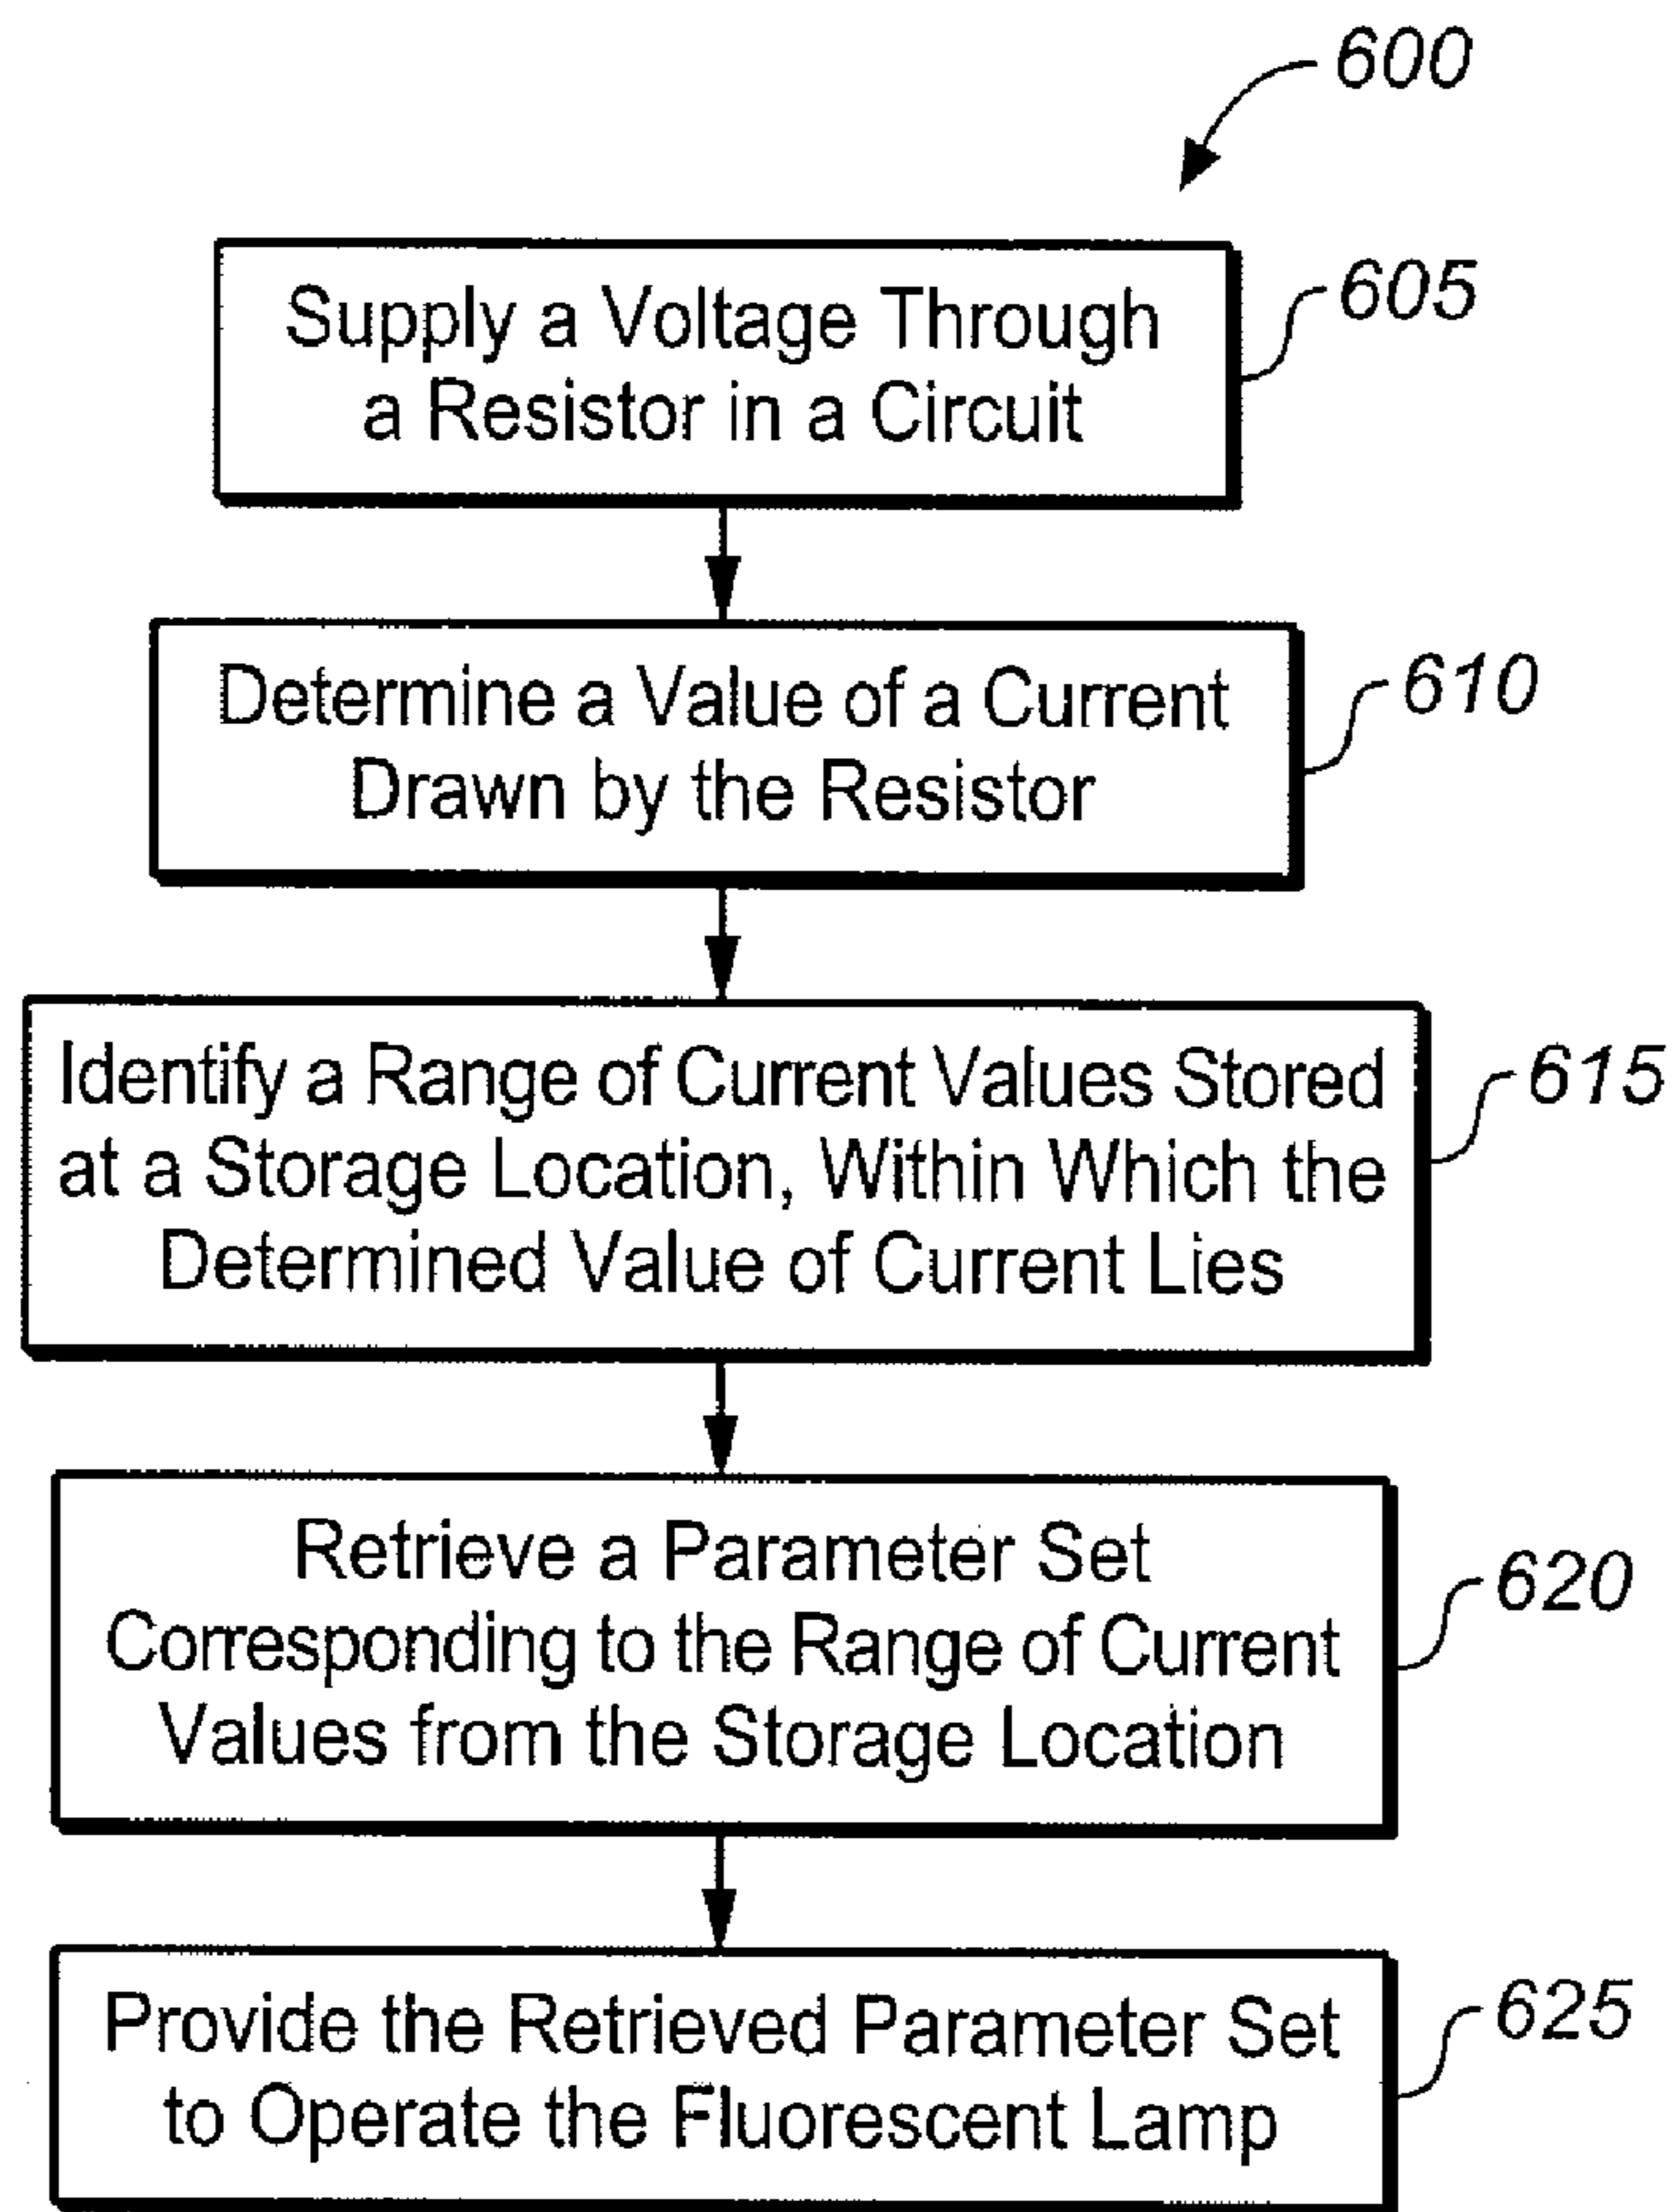 600
Supply a Voltage Through
a Resistor in a Circuit
605
Determine a Value of a Current
Drawn by the Resistor
610
Identify a Range of Current Values Stored
at a Storage Location, Within Which the
Determined Value of Current Lies
615
Retrieve a Parameter Set
Corresponding to the Range of Current
Values from the Storage Location
620
Provide the Retrieved Parameter Set
to Operate the Fluorescent Lamp
625